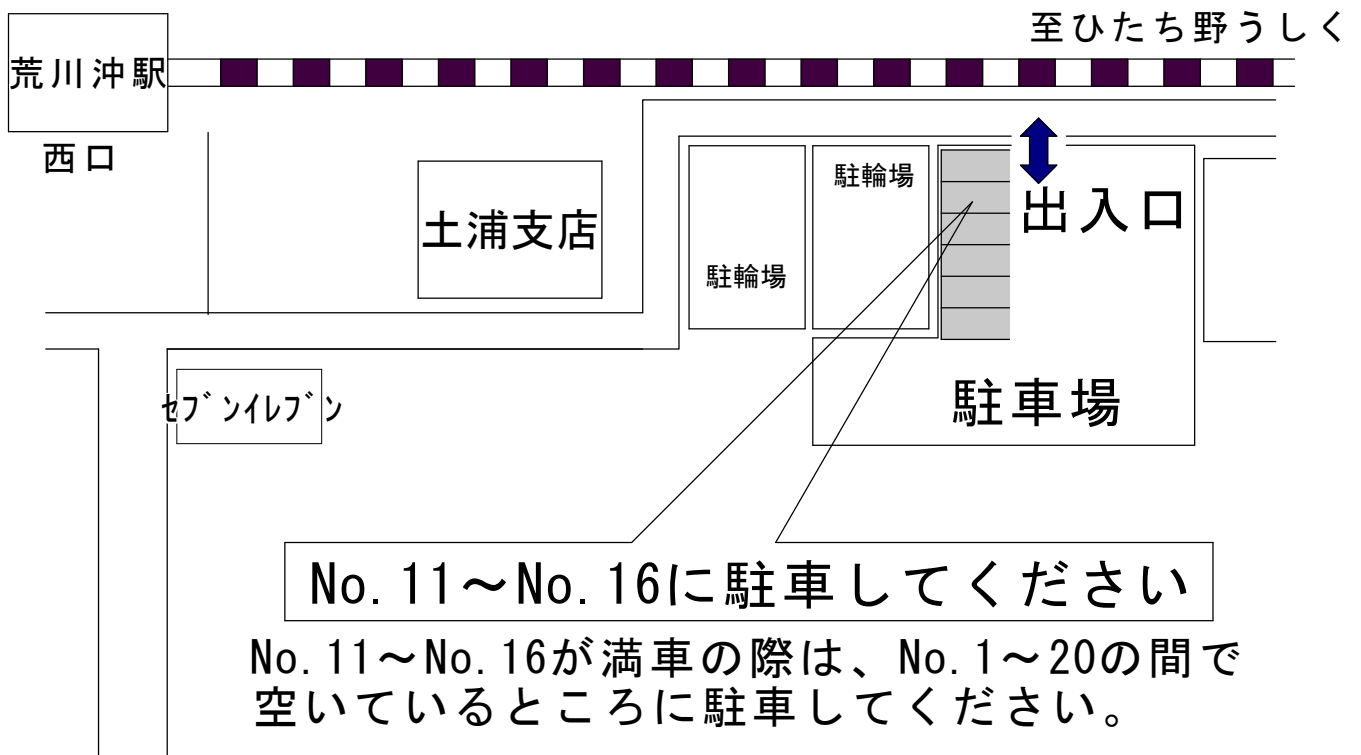 至ひたち野うしく
荒川沖駅
西口
土浦支店
駐輪場
駐輪場
出入口
ｾﾌﾞﾝｲﾚﾌﾞﾝ
駐車場
No.11～No.16に駐車してください
No.11～No.16が満車の際は、No.1～20の間で
空いているところに駐車してください。